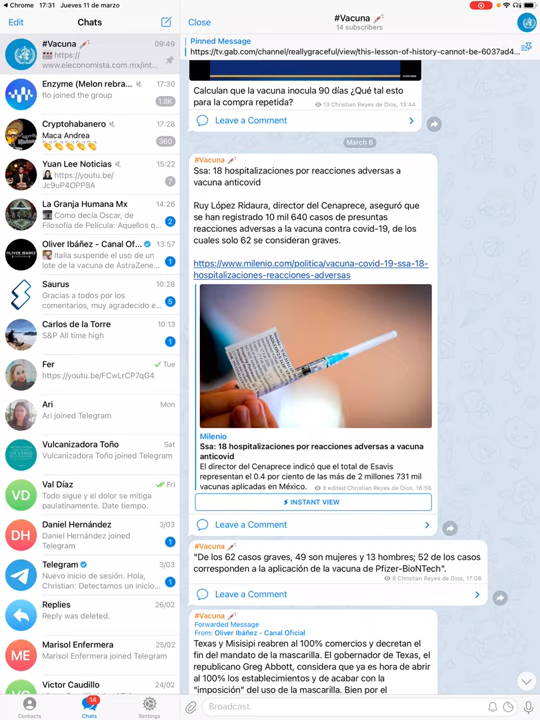 Chrome 17:31 Jueves 11 de marzo
Edit
Chats
#Vacuna
09:49
https://
www.eleconomista.com.mx/int...
Enzyme (Melon rebra...
17:30
flo joined the group
1.8K
Cryptohabanero
17:28
Maca Andrea
360
Yuan Lee Noticias
15:22
https://youtu.be/
Jc9uP4OPP8A
7
La Granja Humana Mx
14:26
Como decía Oscar, de
Filosofía de Película: Aquellos q...
2
Oliver Ibáñez - Canal Of...
13:57
Italia suspende el uso de un
lote de la vacuna de AstraZene...
1
Saurus
10:28
Gracias a todos por los
comentarios, muy agradecido e...
5
Carlos de la Torre
10:13
S&P All time high
1
Fer
Tue
https://youtu.be/FCwLrCP7qG4
Ari
Mon
Ari joined Telegram
Vulcanizadora Toño
Sat
Vulcanizadora Toño joined Telegram
VD
Val Díaz
Fri
Todo sigue y el dolor se mitiga
paulatinamente. Date tiempo.
DH
Daniel Hernández
3/03
Daniel Hernández joined
Telegram
1
Telegram
3/03
Nuevo inicio de sesión. Hola,
Christian: Detectamos un inicio...
1
Replies
26/02
Reply was deleted.
ME
Marisol Enfermera
25/02
Marisol Enfermera joined Telegram
VC
Victor Caudillo
24/02
Contacts
14
Chats
Settings
Close
#Vacuna
14 subscribers
Pinned Message
https://tv.gab.com/channel/reallygraceful/view/this-lesson-of-history-cannot-be-6037ad4...
Calculan que la vacuna inocula 90 días ¿Qué tal esto
para la compra repetida?
13 Christian Reyes de Dios, 13:44
Leave a Comment
March 6
#Vacuna
Ssa: 18 hospitalizaciones por reacciones adversas a
vacuna anticovid
Ruy López Ridaura, director del Cenaprece, aseguró que
se han registrado 10 mil 640 casos de presuntas
reacciones adversas a la vacuna contra covid-19, de los
cuales solo 62 se consideran graves.
https://www.milenio.com/politica/vacuna-covid-19-ssa-18-
hospitalizaciones-reacciones-adversas
Milenio
Ssa: 18 hospitalizaciones por reacciones adversas a vacuna
anticovid
El director del Cenaprece indicó que el total de Esavis
representan el 0.4 por ciento de las más de 2 millones 731 mil
vacunas aplicadas en México.
8 edited Christian Reyes de Dios, 16:56
INSTANT VIEW
Leave a Comment
#Vacuna
"De los 62 casos graves, 49 son mujeres y 13 hombres; 52 de los casos
corresponden a la aplicación de la vacuna de Pfizer-BioNTech".
9 Christian Reyes de Dios, 17:08
Leave a Comment
#Vacuna
Forwarded Message
From: Oliver Ibáñez - Canal Oficial
Texas y Misisipi reabren al 100% comercios y decretan el
fin del mandato de la mascarilla. El gobernador de Texas, el
republicano Greg Abbott, considera que ya es hora de abrir
al 100% los establecimientos y de acabar con la
"imposición" del uso de la mascarilla. Bien por el
Broadcast